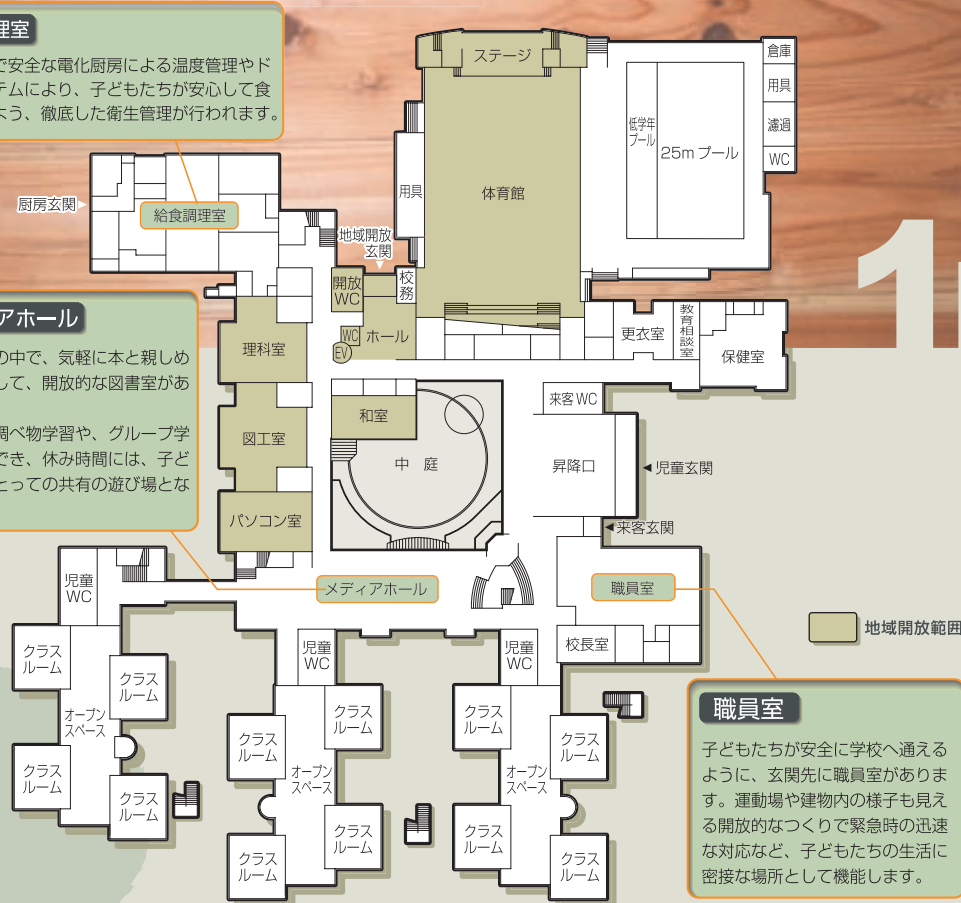 理室
で安全な電化厨房による温度管理やド
テムにより、子どもたちが安心して食
よう、徹底した衛生管理が行われます。
ステージ
倉庫
用具
濾過
WC
低学年
プール
25m プール
用具
体育館
厨房玄関
給食調理室
地域開放
玄関
開放
WC
校務
WC
EV
ホール
1
アホール
の中で、気軽に本と親しめ
して、開放的な図書室があ
調べ物学習や、グループ学
でき、休み時間には、子ど
とっての共有の遊び場とな
理科室
更衣室
教育相談室
保健室
来客 WC
和室
図工室
中 庭
昇降口
児童玄関
パソコン室
来客玄関
児童
WC
メディアホール
職員室
地域開放範囲
校長室
児童
WC
児童
WC
クラス
ルーム
クラス
ルーム
オープン
スペース
クラス
ルーム
クラス
ルーム
クラス
ルーム
クラス
ルーム
オープン
スペース
クラス
ルーム
クラス
ルーム
クラス
ルーム
クラス
ルーム
オープン
スペース
クラス
ルーム
クラス
ルーム
職員室
子どもたちが安全に学校へ通える
ように、玄関先に職員室がありま
す。運動場や建物内の様子も見え
る開放的なつくりで緊急時の迅速
な対応など、子どもたちの生活に
密接な場所として機能します。